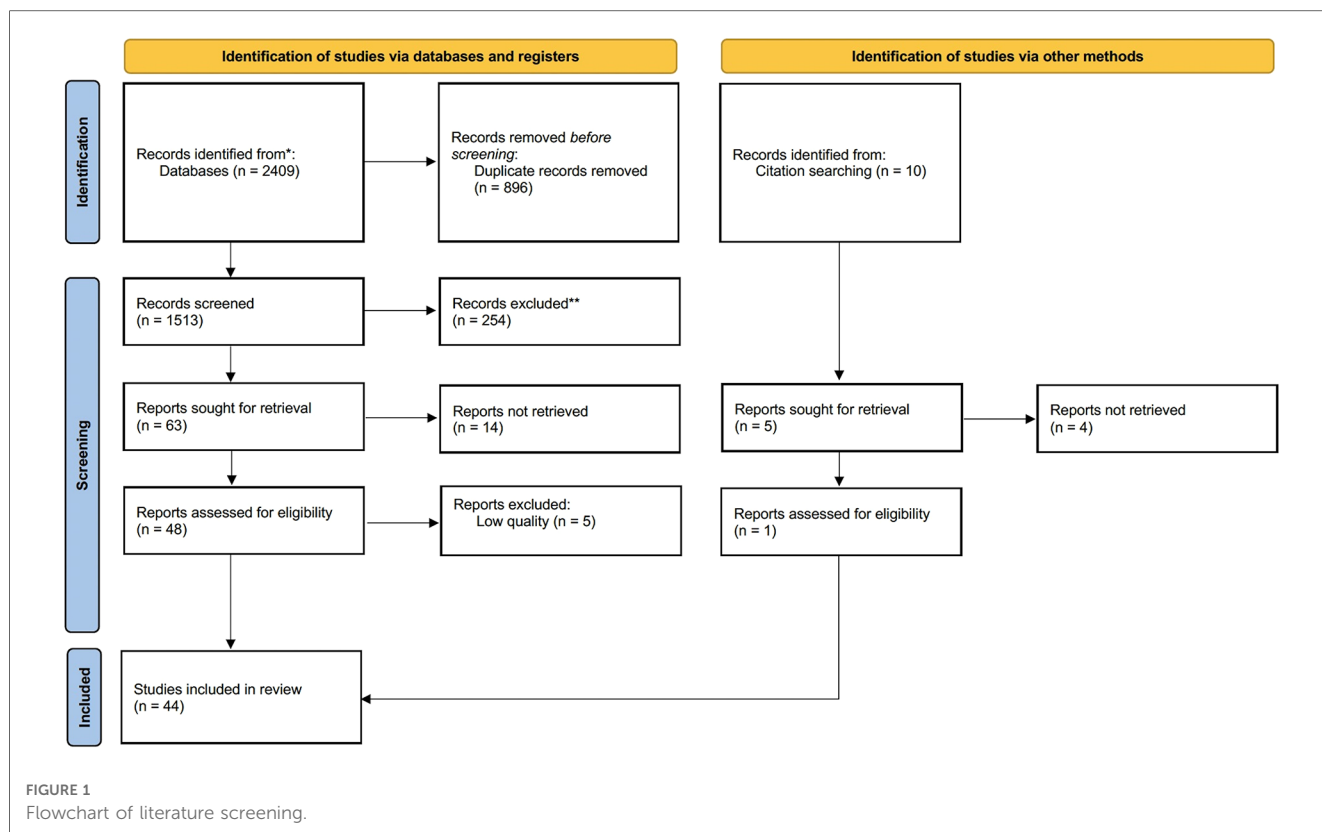 Identification of studies via databases and registers
Identification of studies via other methods
Identification
Records identified from*:
Databases (n = 2409)
Records removed before
screening:
Duplicate records removed
(n = 896)
Records identified from:
Citation searching (n = 10)
Screening
Records screened
(n = 1513)
Records excluded**
(n = 254)
Reports sought for retrieval
(n = 63)
Reports not retrieved
(n = 14)
Reports sought for retrieval
(n = 5)
Reports not retrieved
(n = 4)
Reports assessed for eligibility
(n = 48)
Reports excluded:
Low quality (n = 5)
Reports assessed for eligibility
(n = 1)
Included
Studies included in review
(n = 44)
FIGURE 1
Flowchart of literature screening.